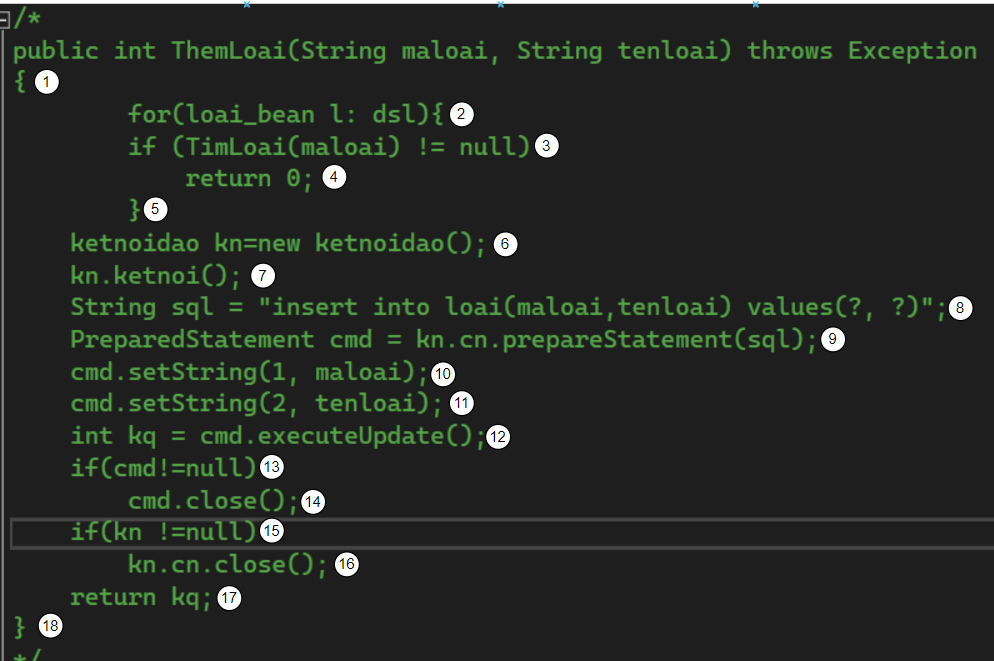 /*
public int ThemLoai(String maloai, String tenloai) throws Exception
{ 1
for(loai_bean l: dsl){ 2
if (TimLoai(maloai) != null) 3
return 0; 4
} 5
ketnoidao kn=new ketnoidao(); 6
kn.ketnoi(); 7
String sql = "insert into loai(maloai,tenloai) values(?, ?)"; 8
PreparedStatement cmd = kn.cn.prepareStatement(sql); 9
cmd.setString(1, maloai); 10
cmd.setString(2, tenloai); 11
int kq = cmd.executeUpdate(); 12
if(cmd!=null) 13
cmd.close(); 14
if(kn !=null) 15
kn.cn.close(); 16
return kq; 17
} 18
*/